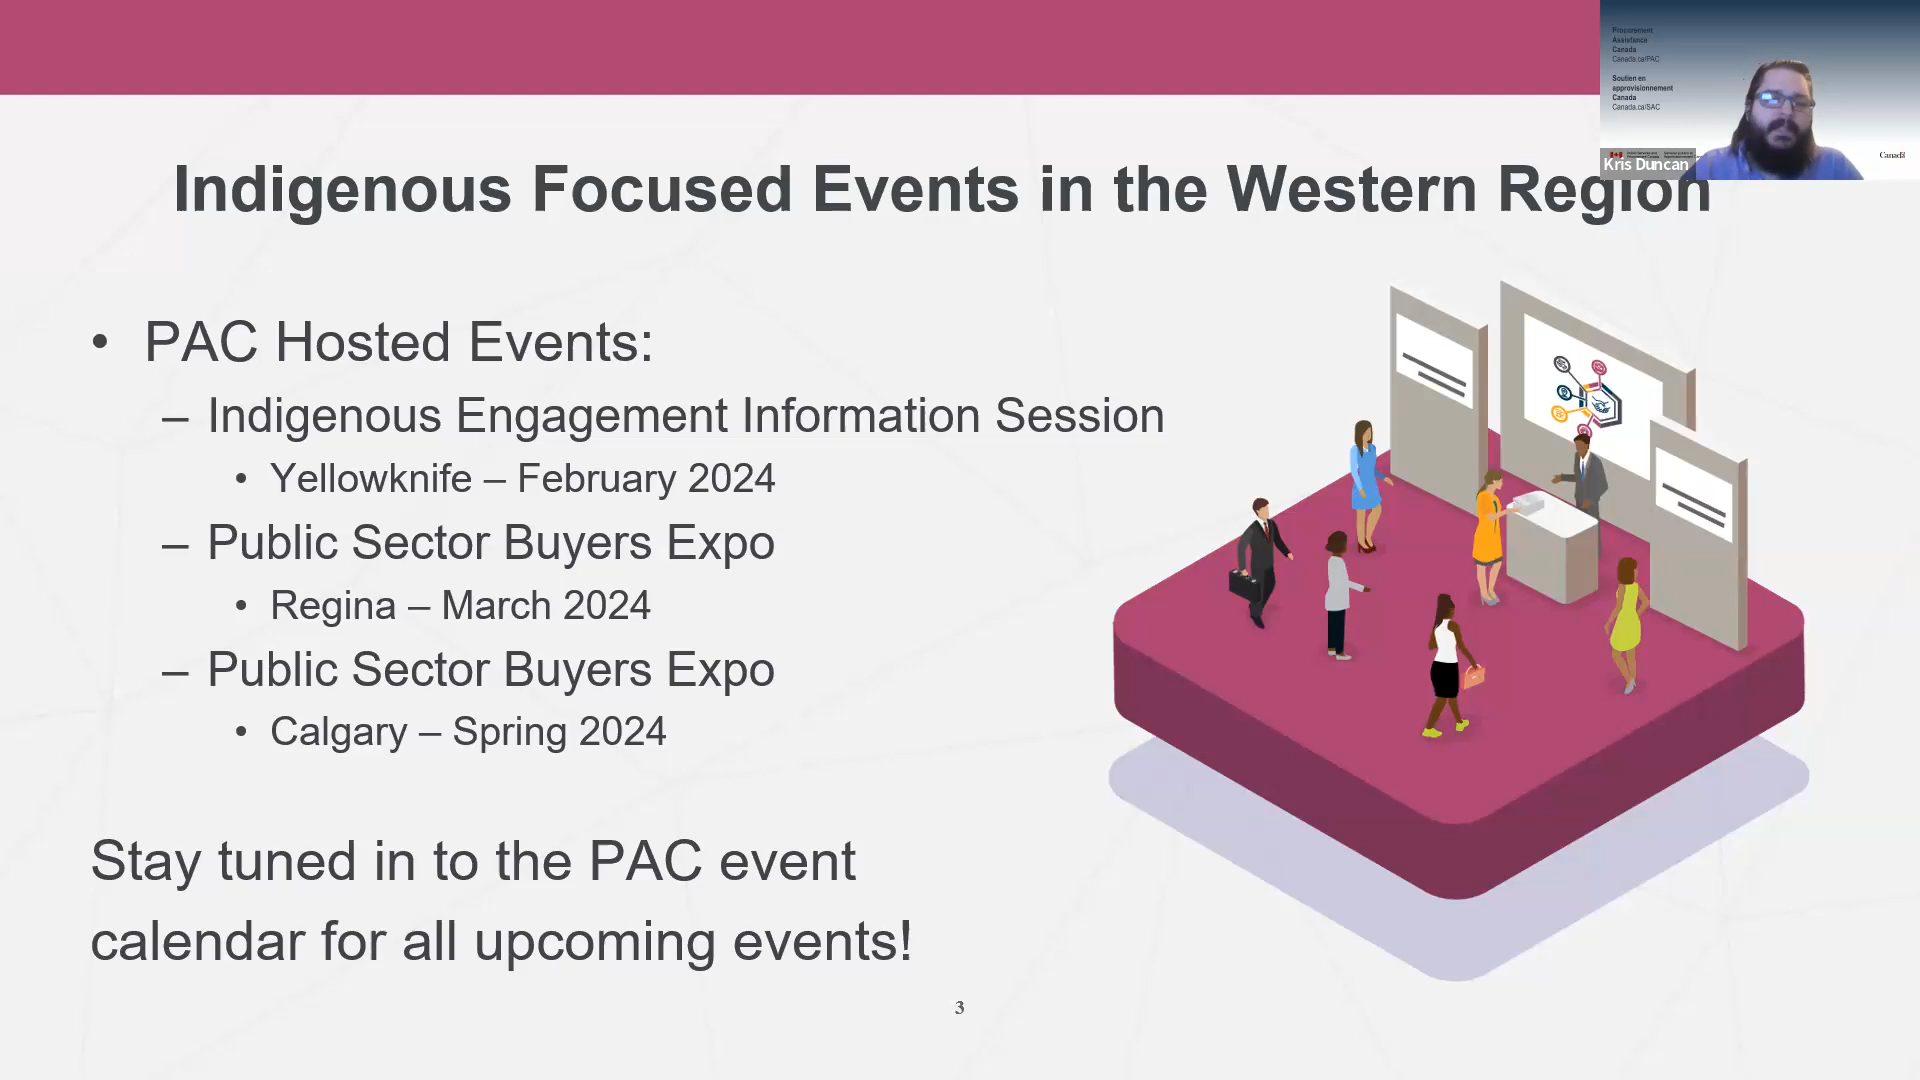 Procurement
Assistance
Canada
Canada.ca/PAC
Soutien en
approvisionnement
Canada
Canada.ca/SAC
Kris Duncan
Canada
Indigenous Focused Events in the Western Region
• PAC Hosted Events:
– Indigenous Engagement Information Session
• Yellowknife – February 2024
– Public Sector Buyers Expo
• Regina – March 2024
– Public Sector Buyers Expo
• Calgary – Spring 2024
Stay tuned in to the PAC event
calendar for all upcoming events!
3